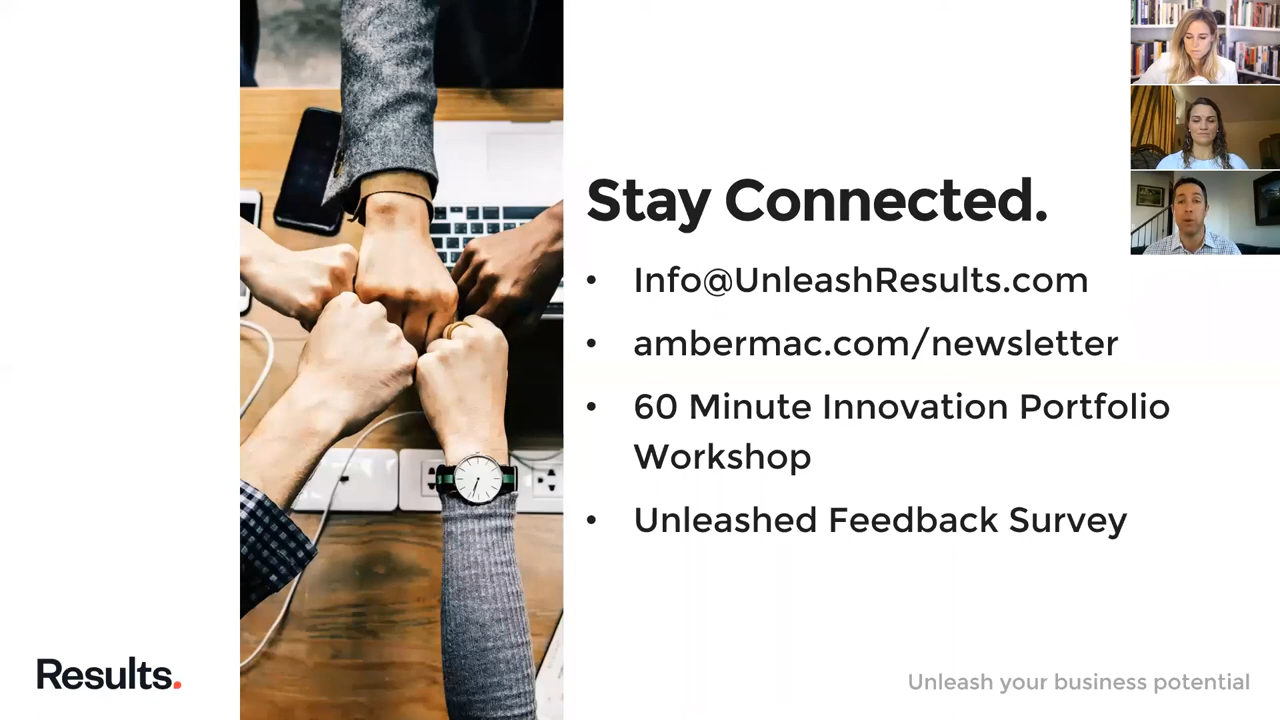 Stay Connected.
• Info@UnleashResults.com
• ambermac.com/newsletter
• 60 Minute Innovation Portfolio
Workshop
• Unleashed Feedback Survey
Results.
Unleash your business potential